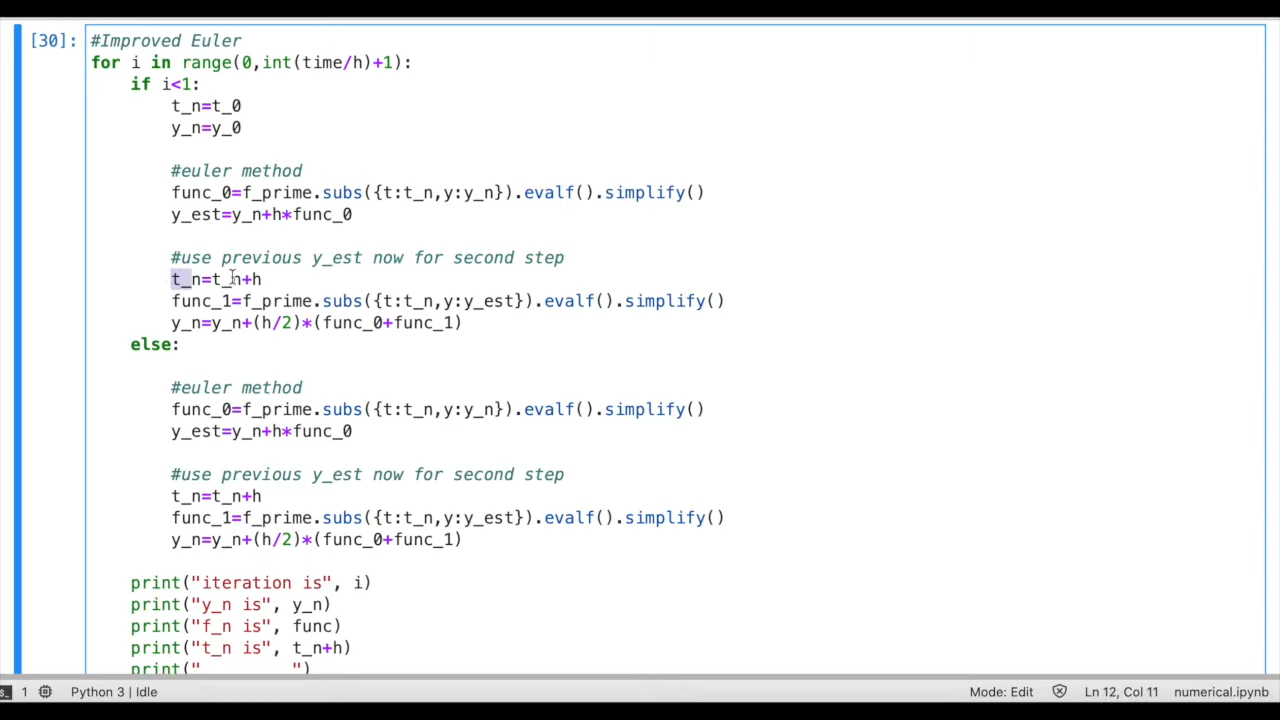 [30]: #Improved Euler
for i in range(0,int(time/h)+1):
if i<1:
t_n=t_0
y_n=y_0
#euler method
func_0=f_prime.subs({t:t_n,y:y_n}).evalf().simplify()
y_est=y_n+h*func_0
#use previous y_est now for second step
t_n=t_n+h
func_1=f_prime.subs({t:t_n,y:y_est}).evalf().simplify()
y_n=y_n+(h/2)*(func_0+func_1)
else:
#euler method
func_0=f_prime.subs({t:t_n,y:y_n}).evalf().simplify()
y_est=y_n+h*func_0
#use previous y_est now for second step
t_n=t_n+h
func_1=f_prime.subs({t:t_n,y:y_est}).evalf().simplify()
y_n=y_n+(h/2)*(func_0+func_1)
print("iteration is", i)
print("y_n is", y_n)
print("f_n is", func)
print("t_n is", t_n+h)
print("         ")
1 Python 3 | Idle Mode: Edit Ln 12, Col 11 numerical.ipynb